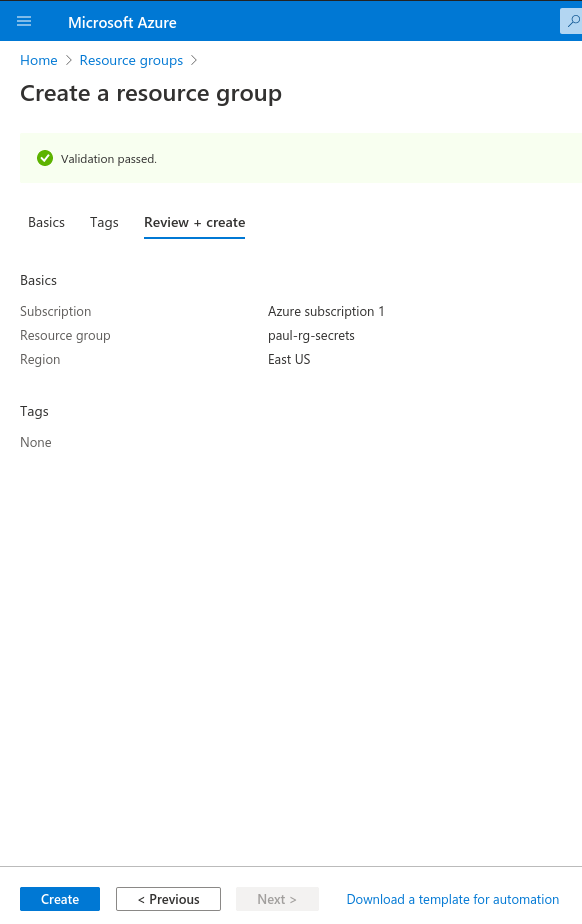 Microsoft Azure
Home > Resource groups >
Create a resource group
Validation passed.
Basics Tags Review + create
Basics
Subscription Azure subscription 1
Resource group paul-rg-secrets
Region East US
Tags
None
Create < Previous Next > Download a template for automation